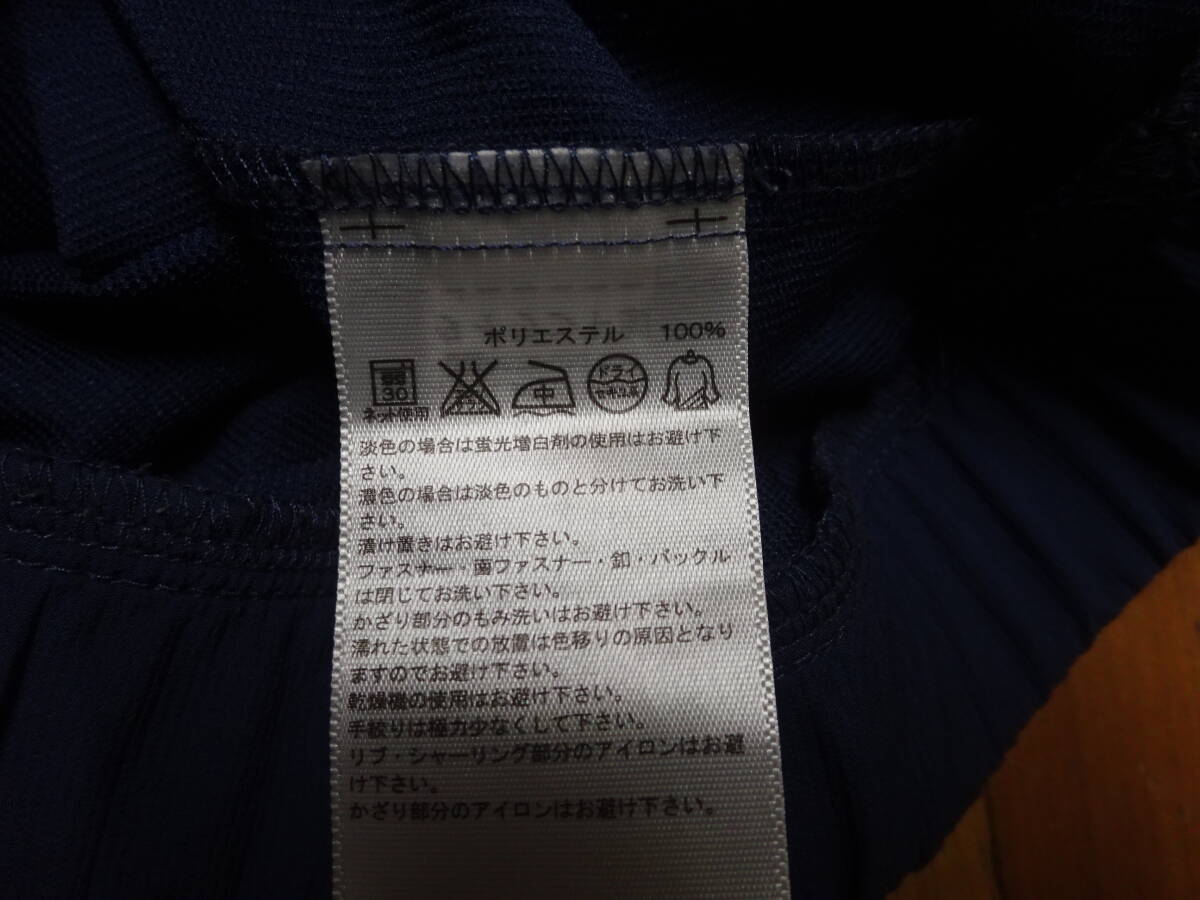 ポリエステル 100%
弱
30
ネット使用
中
ドライ
セキユ系
淡色の場合は蛍光増白剤の使用はお避け下
さい。
濃色の場合は淡色のものと分けてお洗い下
さい。
漬け置きはお避け下さい。
ファスナー・歯ファスナー・釦・バックル
は閉じてお洗い下さい。
かざり部分のもみ洗いはお避け下さい。
濡れた状態での放置は色移りの原因となり
ますのでお避け下さい。
乾燥機の使用はお避け下さい。
手絞りは極力少なくして下さい。
リブ・シャーリング部分のアイロンはお避
け下さい。
かざり部分のアイロンはお避け下さい。